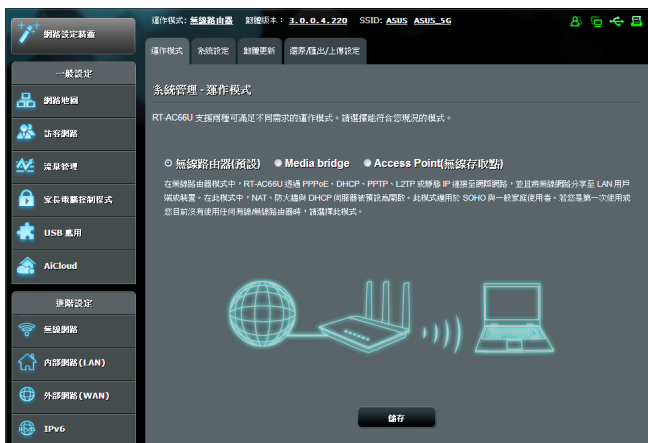 運作模式: 無線路由器 韌體版本: 3.0.0.4.220 SSID: ASUS ASUS_5G
網路設定精靈
運作模式 系統設定 韌體更新 還原/匯出/上傳設定
一般設定
網路地圖
訪客網路
流量管理
家長電腦控制程式
USB 應用
AiCloud
進階設定
無線網路
內部網路(LAN)
外部網路(WAN)
IPv6
系統管理 - 運作模式
RT-AC66U 支援兩種可滿足不同需求的運作模式。請選擇能符合您現況的模式。
無線路由器(預設) Media bridge Access Point(無線存取點)
在無線路由器模式中,RT-AC66U 透過 PPPoE、DHCP、PPTP、L2TP 或靜態 IP 連接至網際網路,並且將無線網路分享至 LAN 用戶
端或裝置。在此模式中,NAT、防火牆與 DHCP 伺服器被預設為開啟。此模式適用於 SOHO 與一般家庭使用者。若您是第一次使用或
您目前沒有使用任何有線/無線路由器時,請選擇此模式。
儲存